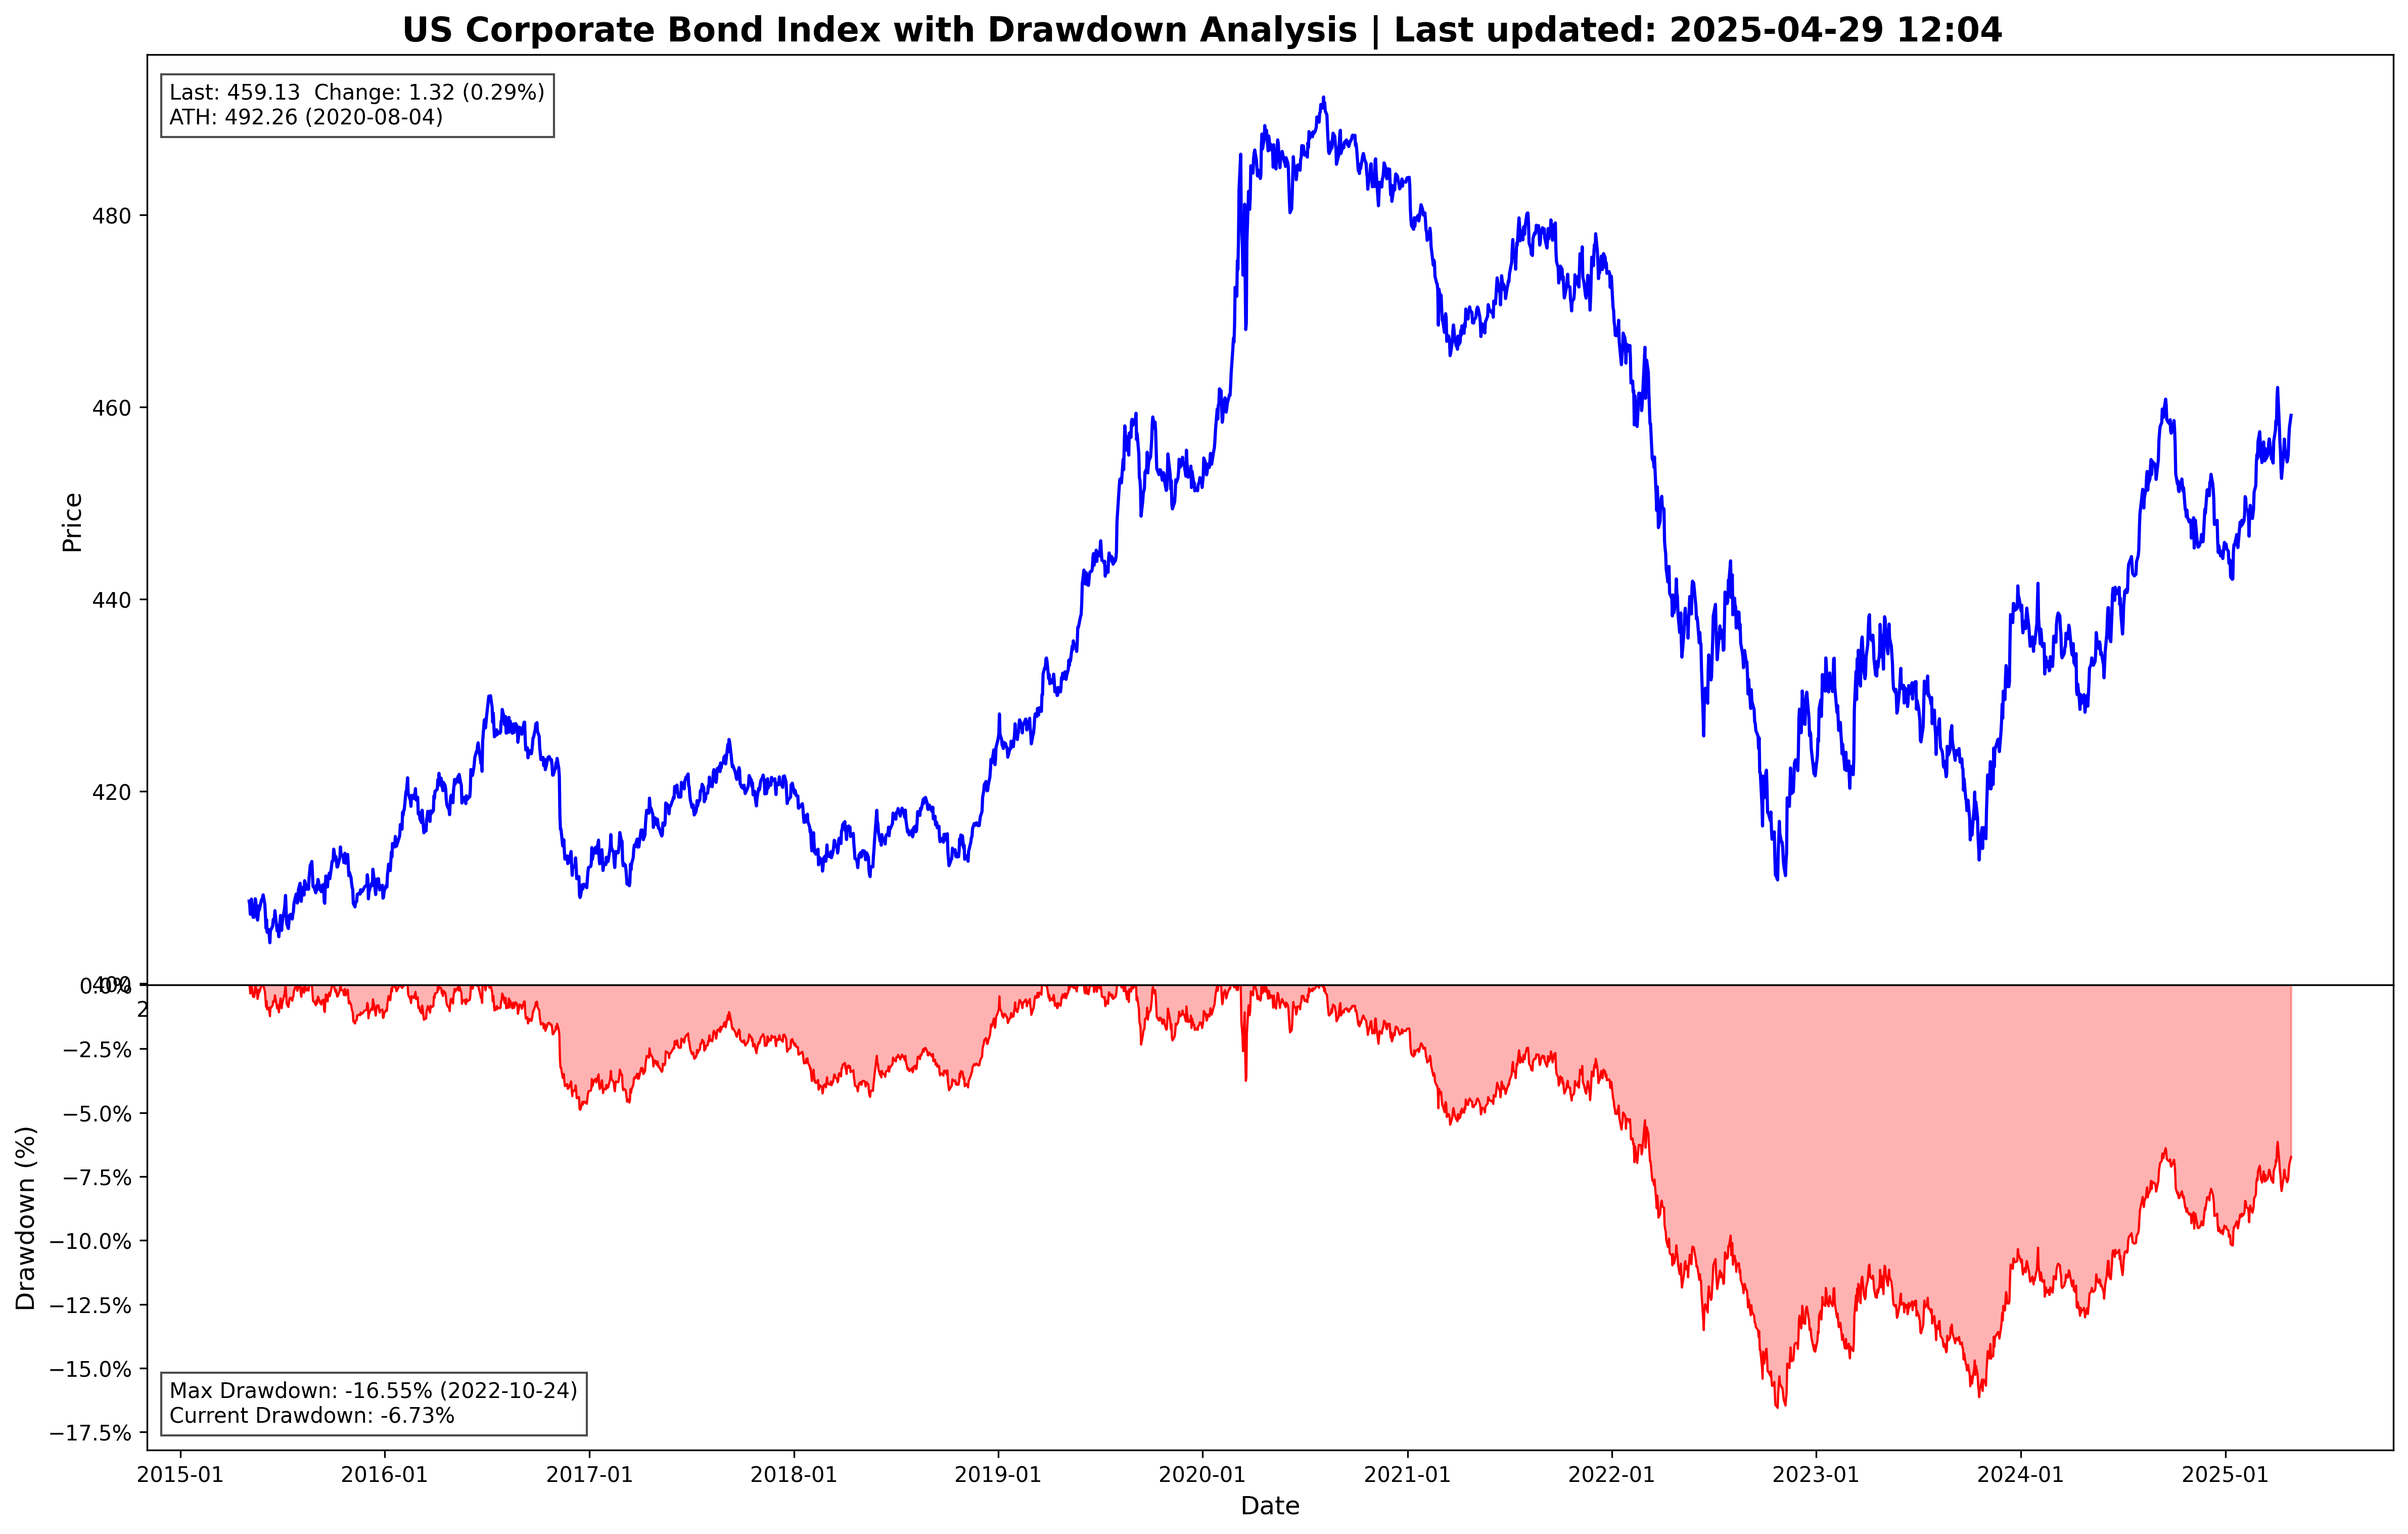 US Corporate Bond Index with Drawdown Analysis | Last updated: 2025-04-29 12:04
Last: 459.13  Change: 1.32 (0.29%)
ATH: 492.26 (2020-08-04)
480
460
440
420
400
Price
0.0%
2
−2.5%
−5.0%
−7.5%
−10.0%
−12.5%
−15.0%
−17.5%
Drawdown (%)
Max Drawdown: -16.55% (2022-10-24)
Current Drawdown: -6.73%
2015-01 2016-01 2017-01 2018-01 2019-01 2020-01 2021-01 2022-01 2023-01 2024-01 2025-01
Date